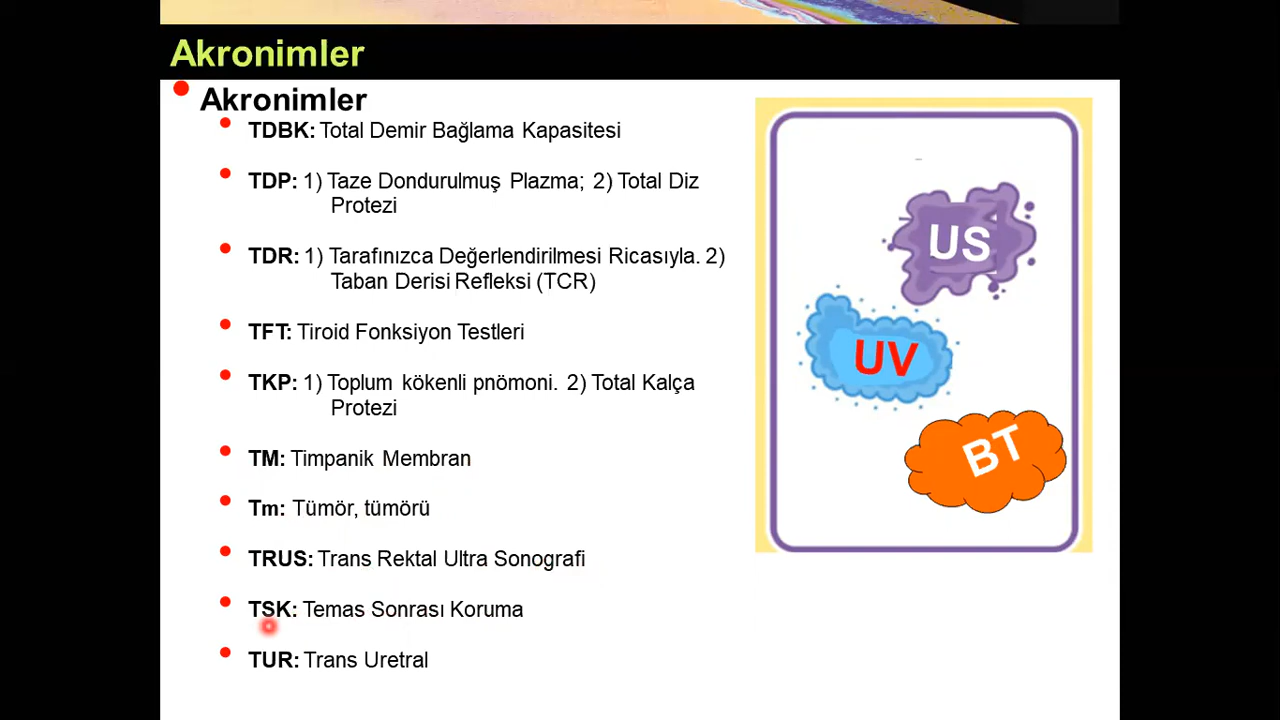 Akronimler
Akronimler
TDBK: Total Demir Bağlama Kapasitesi
TDP: 1) Taze Dondurulmuş Plazma; 2) Total Diz
Protezi
TDR: 1) Tarafınızca Değerlendirilmesi Ricasıyla. 2)
Taban Derisi Refleksi (TCR)
TFT: Tiroid Fonksiyon Testleri
TKP: 1) Toplum kökenli pnömoni. 2) Total Kalça
Protezi
TM: Timpanik Membran
Tm: Tümör, tümörü
TRUS: Trans Rektal Ultra Sonografi
TSK: Temas Sonrası Koruma
TUR: Trans Uretral
US
UV
BT